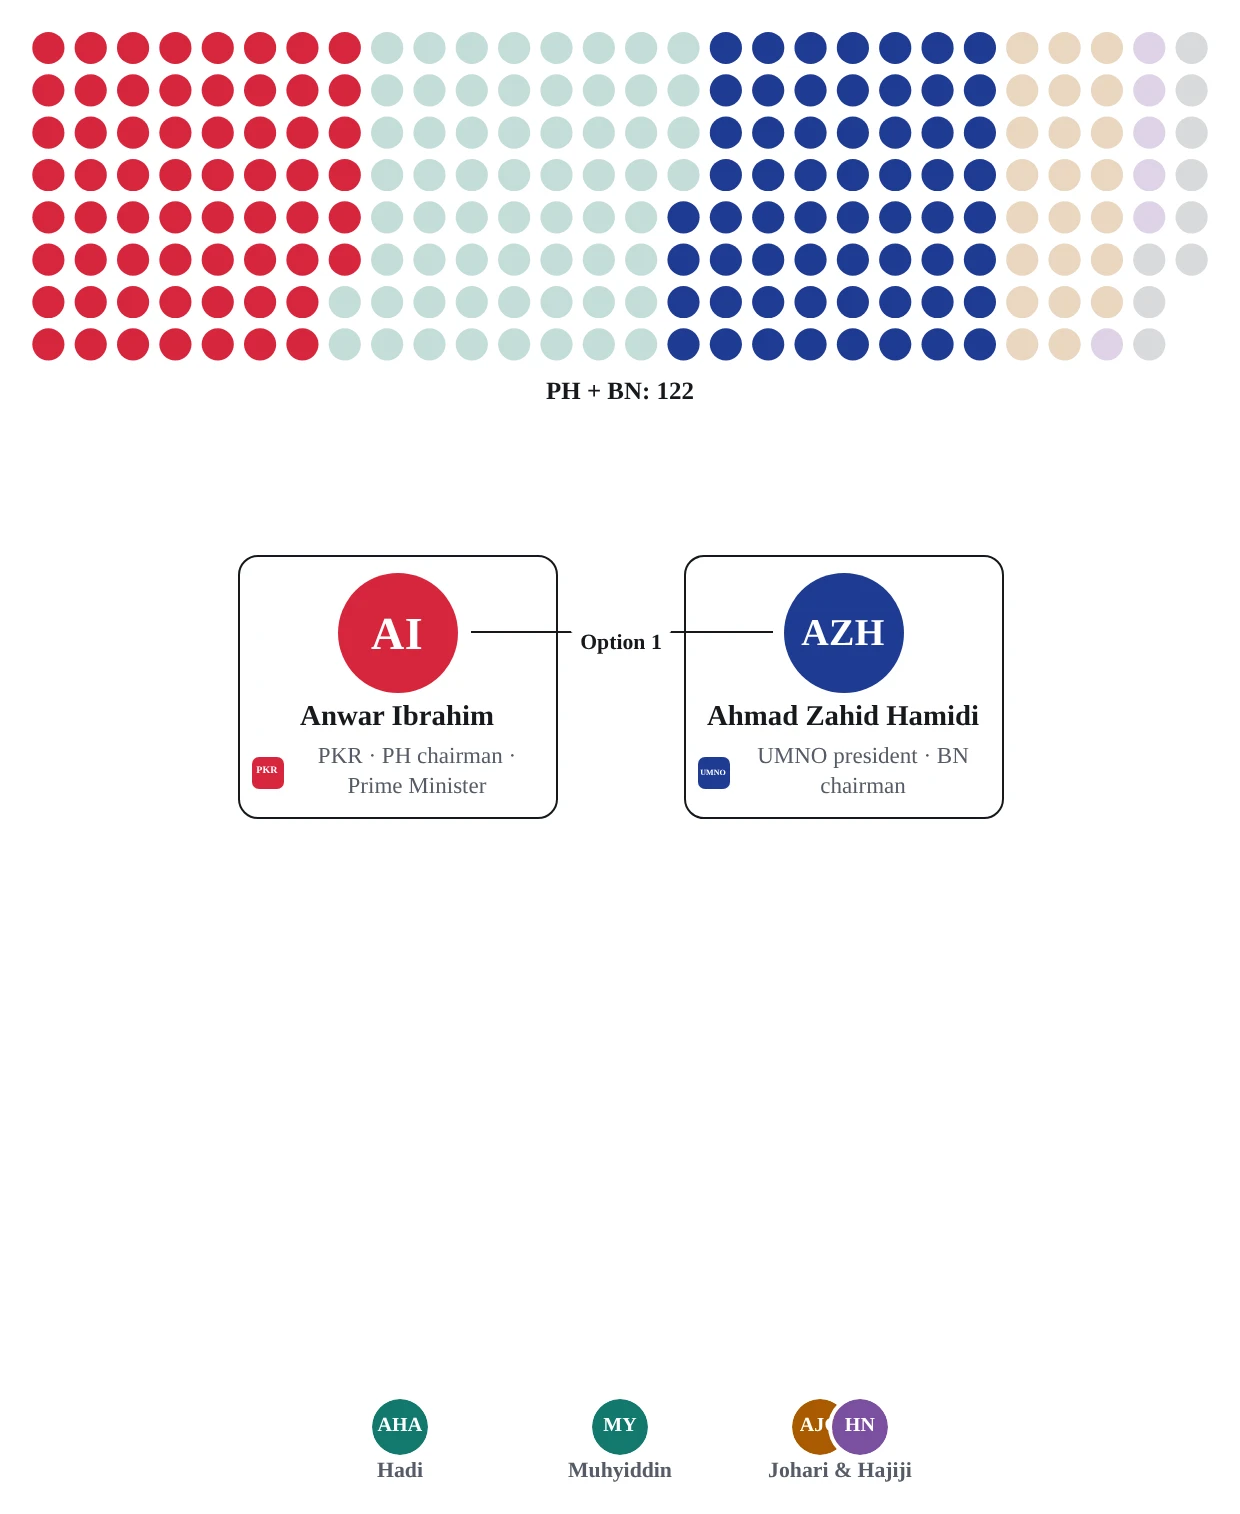 PH + BN: 122
AI
Option 1
AZH
Anwar Ibrahim
PKR
PKR · PH chairman ·
Prime Minister
Ahmad Zahid Hamidi
UMNO
UMNO president · BN
chairman
AHA
Hadi
MY
Muhyiddin
HN
Johari & Hajiji